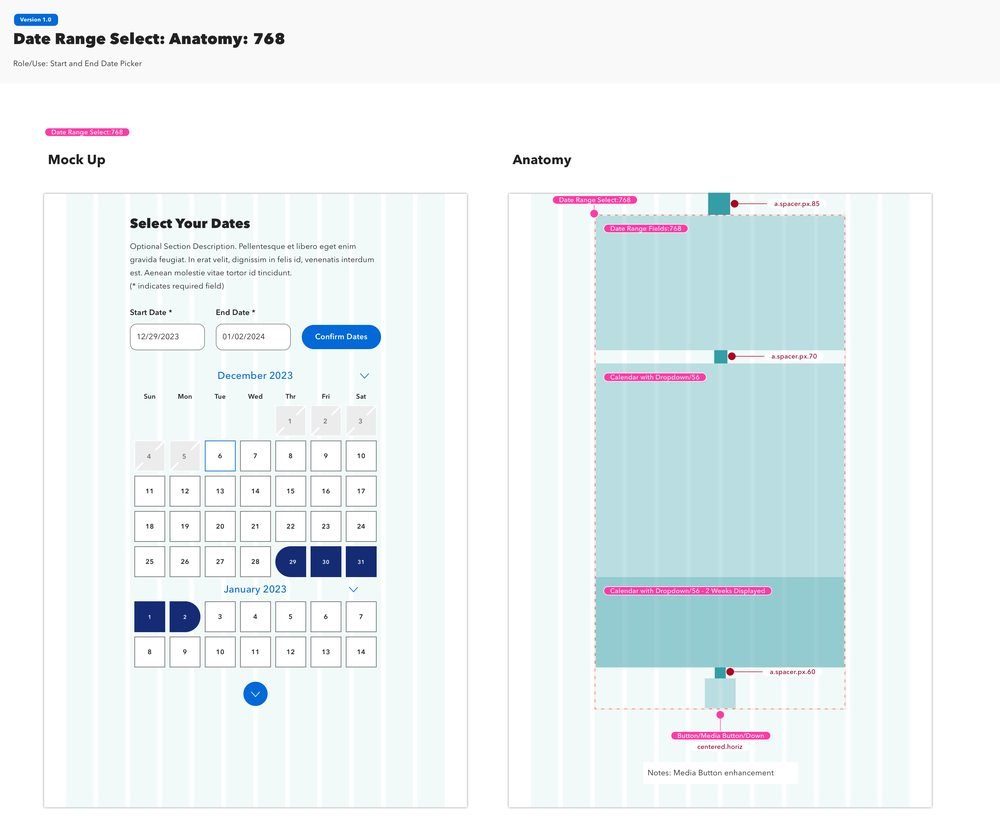 Version 1.0
Date Range Select: Anatomy: 768
Role/Use: Start and End Date Picker
Date Range Select:768
Mock Up
Select Your Dates
Optional Section Description. Pellentesque et libero eget enim
gravida feugiat. In erat velit, dignissim in felis id, venenatis interdum
est. Aenean molestie vitae tortor id tincidunt.
(* indicates required field)
Start Date *
End Date *
12/29/2023
01/02/2024
Confirm Dates
December 2023
Sun Mon Tue Wed Thr Fri Sat
1 2 3
4 5 6 7 8 9 10
11 12 13 14 15 16 17
18 19 20 21 22 23 24
25 26 27 28 29 30 31
January 2023
1 2 3 4 5 6 7
8 9 10 11 12 13 14
Anatomy
Date Range Select:768
a.spacer.px.85
Date Range Fields:768
a.spacer.px.70
Calendar with Dropdown/56
Calendar with Dropdown/56 - 2 Weeks Displayed
a.spacer.px.60
Button/Media Button/Down
centered.horiz
Notes: Media Button enhancement